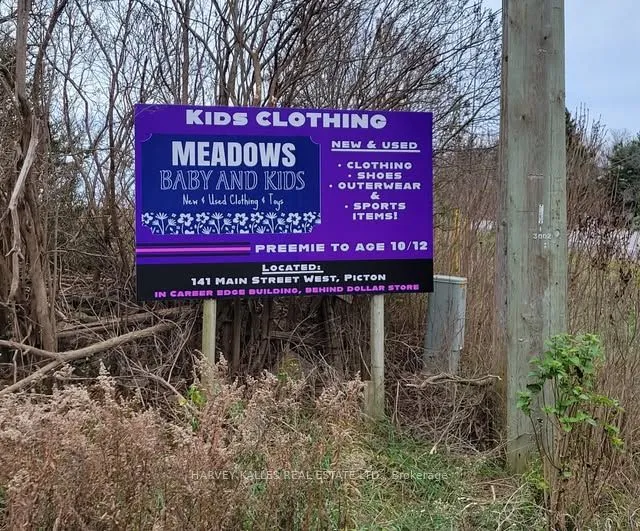 KIDS CLOTHING
MEADOWS
BABY AND KIDS
New & Used Clothing & Toys
NEW & USED
• CLOTHING
• SHOES
• OUTERWEAR
&
• SPORTS
ITEMS!
PREEMIE TO AGE 10/12
LOCATED:
141 MAIN STREET WEST, PICTON
IN CAREER EDGE BUILDING, BEHIND DOLLAR STORE
3002
HARVEY KALLES REAL ESTATE LTD., Brokerage